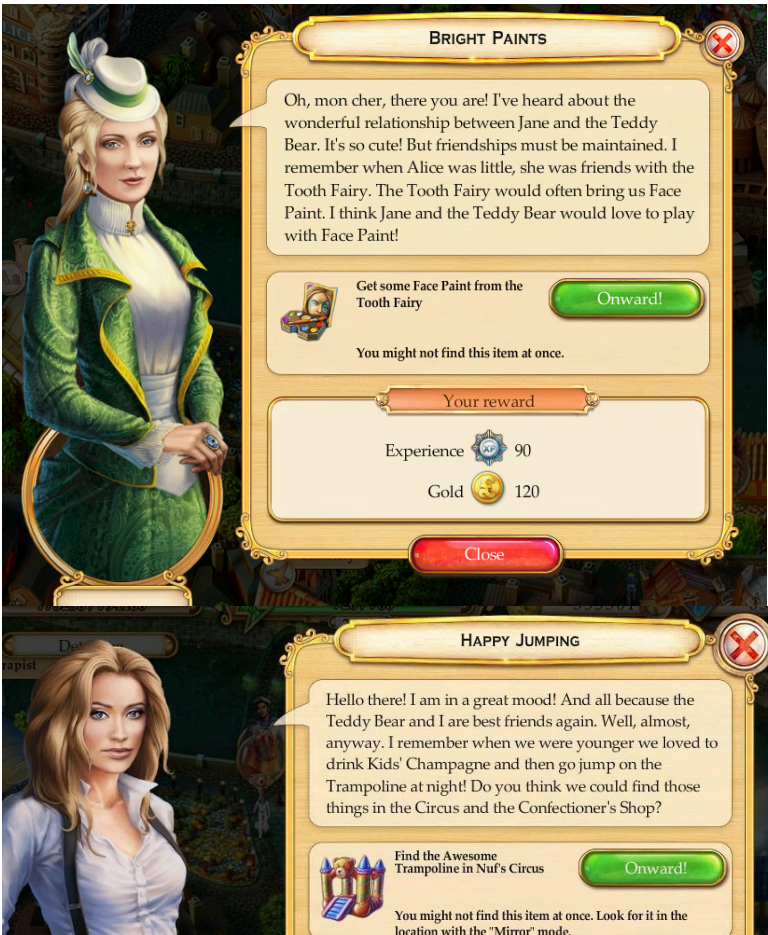 BRIGHT PAINTS
Oh, mon cher, there you are! I've heard about the
wonderful relationship between Jane and the Teddy
Bear. It's so cute! But friendships must be maintained. I
remember when Alice was little, she was friends with the
Tooth Fairy. The Tooth Fairy would often bring us Face
Paint. I think Jane and the Teddy Bear would love to play
with Face Paint!
Get some Face Paint from the
Tooth Fairy
Onward!
You might not find this item at once.
Your reward
Experience XP 90
Gold 120
Close
HAPPY JUMPING
Hello there! I am in a great mood! And all because the
Teddy Bear and I are best friends again. Well, almost,
anyway. I remember when we were younger we loved to
drink Kids' Champagne and then go jump on the
Trampoline at night! Do you think we could find those
things in the Circus and the Confectioner's Shop?
Find the Awesome
Trampoline in Nuf's Circus
Onward!
You might not find this item at once. Look for it in the
location with the "Mirror" mode.